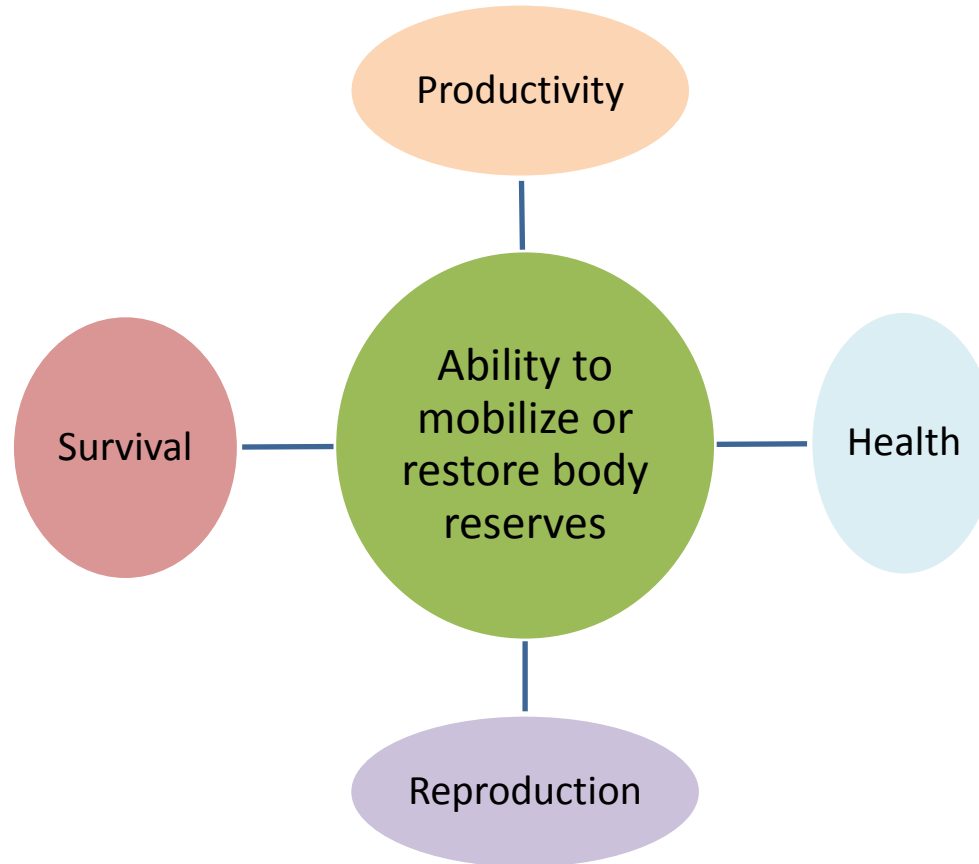 Productivity
Survival
Ability to
mobilize or
restore body
reserves
Health
Reproduction